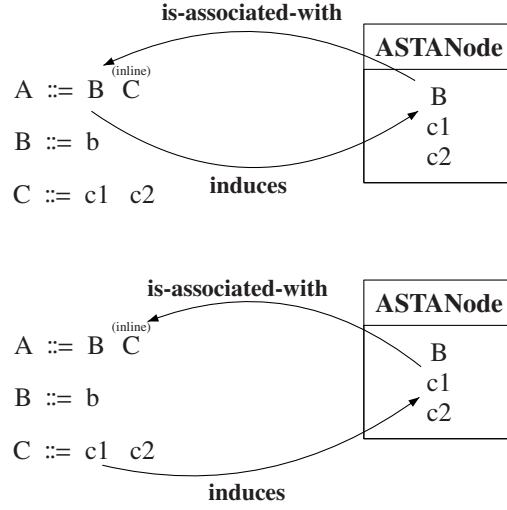 is-associated-with
ASTANode
(inline)
A ::= B C
B
c1
B ::= b
c2
induces
C ::= c1 c2
is-associated-with
ASTANode
(inline)
A ::= B C
B
c1
B ::= b
c2
C ::= c1 c2
induces